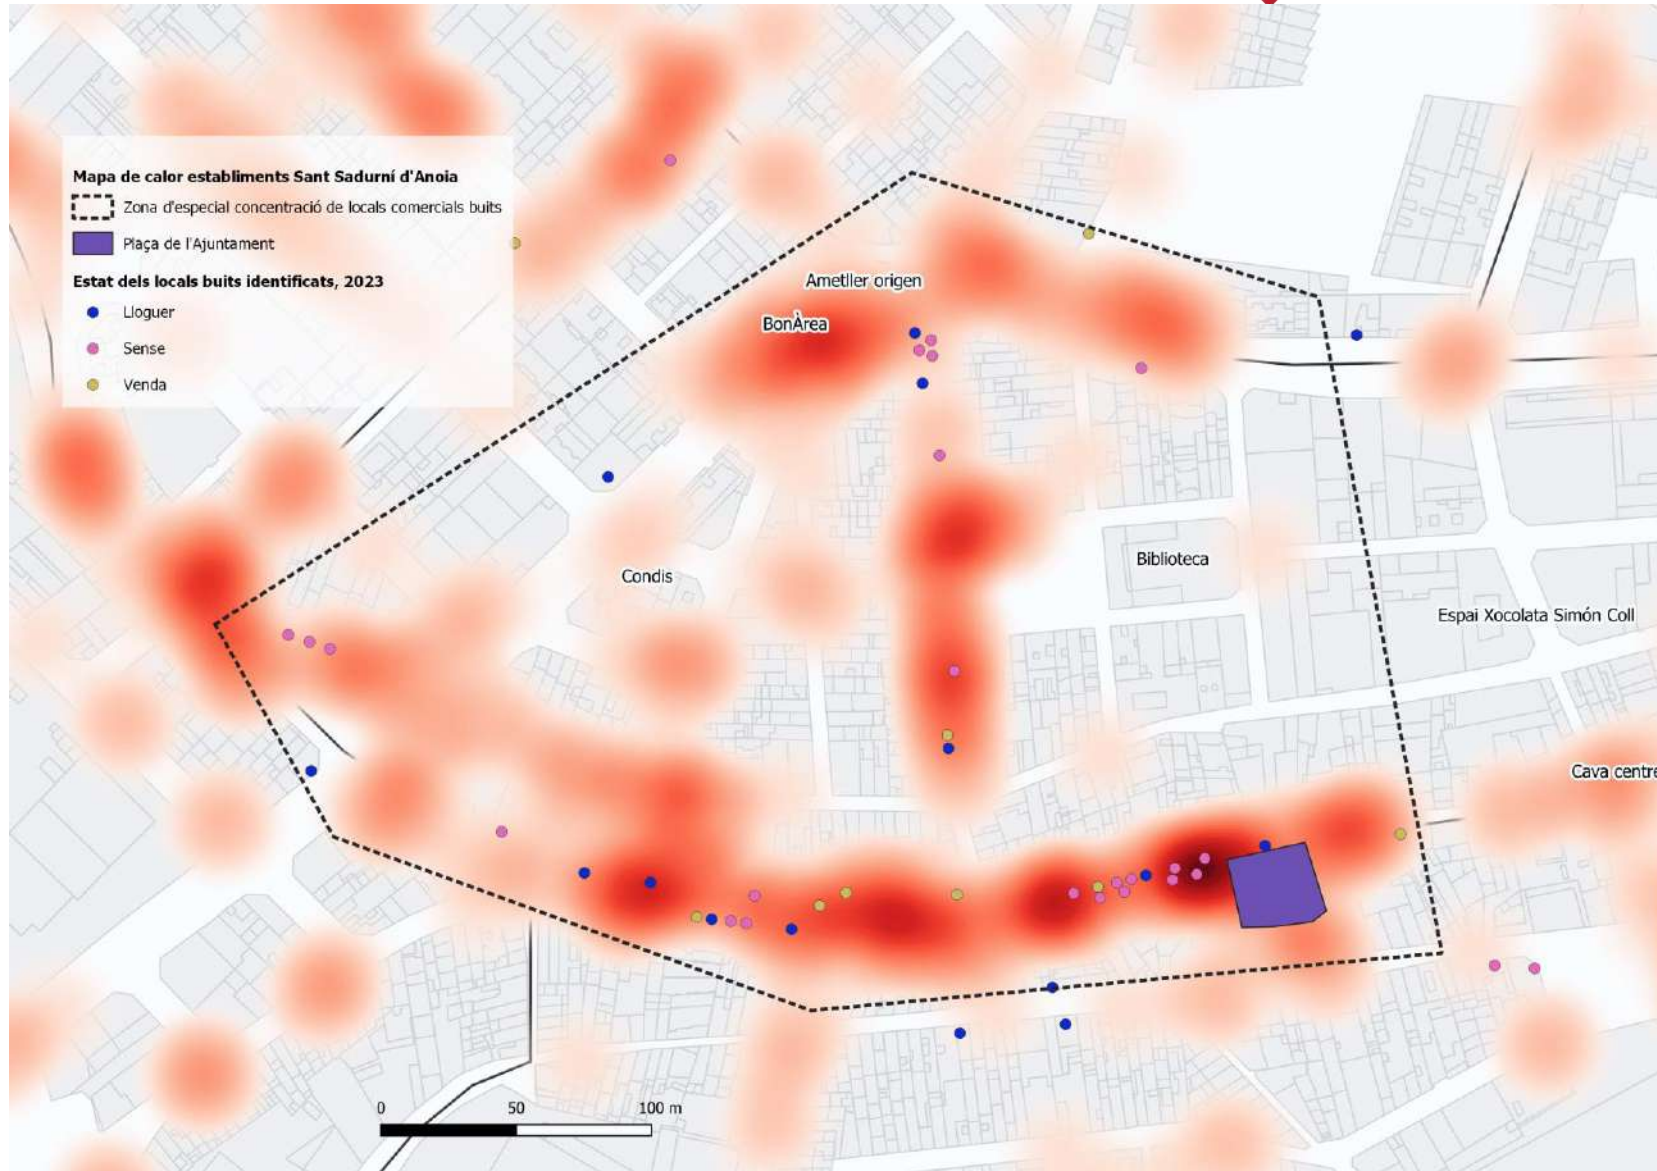 Mapa de calor establiments Sant Sadurní d'Anoia
Zona d'especial concentració de locals comercials buits
Plaça de l'Ajuntament
Estat dels locals buits identificats, 2023
Lloguer
Sense
Venda
Ametller origen
BonÀrea
Condis
Biblioteca
Espai Xocolata Simón Coll
Cava centre
0 50 100 m